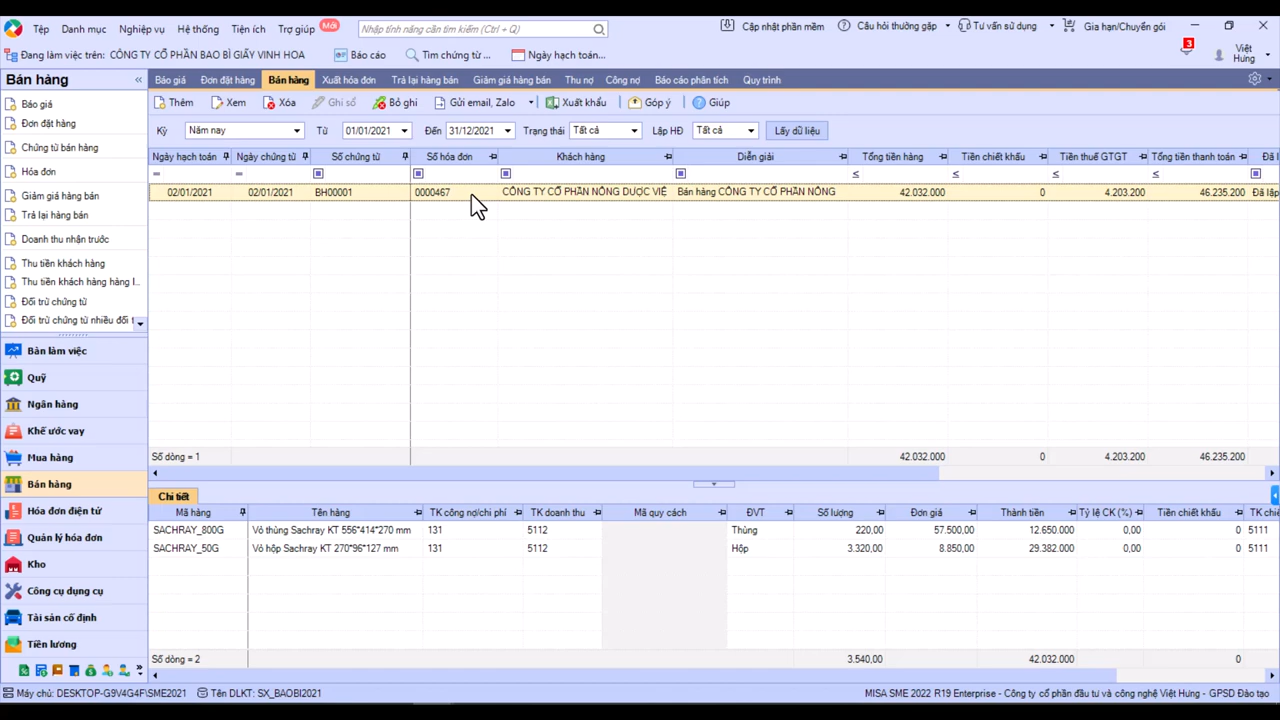 Tệp Danh mục Nghiệp vụ Hệ thống Tiện ích Trợ giúp Mới Nhập tính năng cần tìm kiếm (Ctrl + Q) Cập nhật phần mềm Câu hỏi thường gặp Tư vấn sử dụng Gia hạn/Chuyển gói
Đang làm việc trên: CÔNG TY CỔ PHẦN BAO BÌ GIẤY VINH HOA Báo cáo Tìm chứng từ ... Ngày hạch toán... 3 Việt Hưng
Bán hàng «
Báo giá Đơn đặt hàng Bán hàng Xuất hóa đơn Trả lại hàng bán Giảm giá hàng bán Thu nợ Công nợ Báo cáo phân tích Quy trình
Thêm Xem Xóa Ghi sổ Bỏ ghi Gửi email, Zalo Xuất khẩu Góp ý Giúp
Kỳ Năm nay Từ 01/01/2021 Đến 31/12/2021 Trạng thái Tất cả Lập HĐ Tất cả Lấy dữ liệu
Ngày hạch toán Ngày chứng từ Số chứng từ Số hóa đơn Khách hàng Diễn giải Tổng tiền hàng Tiền chiết khấu Tiền thuế GTGT Tổng tiền thanh toán Đã l
= = ≤ ≤ ≤ ≤
02/01/2021 02/01/2021 BH00001 0000467 CÔNG TY CỔ PHẦN NÔNG DƯỢC VIỆ Bán hàng CÔNG TY CỔ PHẦN NÔNG 42.032.000 0 4.203.200 46.235.200 Đã lập
Số dòng = 1 42.032.000 0 4.203.200 46.235.200
Báo giá
Đơn đặt hàng
Chứng từ bán hàng
Hóa đơn
Giảm giá hàng bán
Trả lại hàng bán
Doanh thu nhận trước
Thu tiền khách hàng
Thu tiền khách hàng hàng l...
Đối trừ chứng từ
Đối trừ chứng từ nhiều đối t
Bàn làm việc
Quỹ
Ngân hàng
Khế ước vay
Mua hàng
Bán hàng
Hóa đơn điện tử
Quản lý hóa đơn
Kho
Công cụ dụng cụ
Tài sản cố định
Tiền lương
Chi tiết
Mã hàng Tên hàng TK công nợ/chi phí TK doanh thu Mã quy cách ĐVT Số lượng Đơn giá Thành tiền Tỷ lệ CK (%) Tiền chiết khấu TK chiế
SACHRAY_800G Vỏ thùng Sachray KT 556*414*270 mm 131 5112 Thùng 220,00 57.500,00 12.650.000 0,00 0 5111
SACHRAY_50G Vỏ hộp Sachray KT 270*96*127 mm 131 5112 Hộp 3.320,00 8.850,00 29.382.000 0,00 0 5111
Số dòng = 2 3.540,00 42.032.000 0
Máy chủ: DESKTOP-G9V4G4F\SME2021 Tên DLKT: SX_BAOBI2021 MISA SME 2022 R19 Enterprise - Công ty cổ phần đầu tư và công nghệ Việt Hưng - GPSD Đào tạo